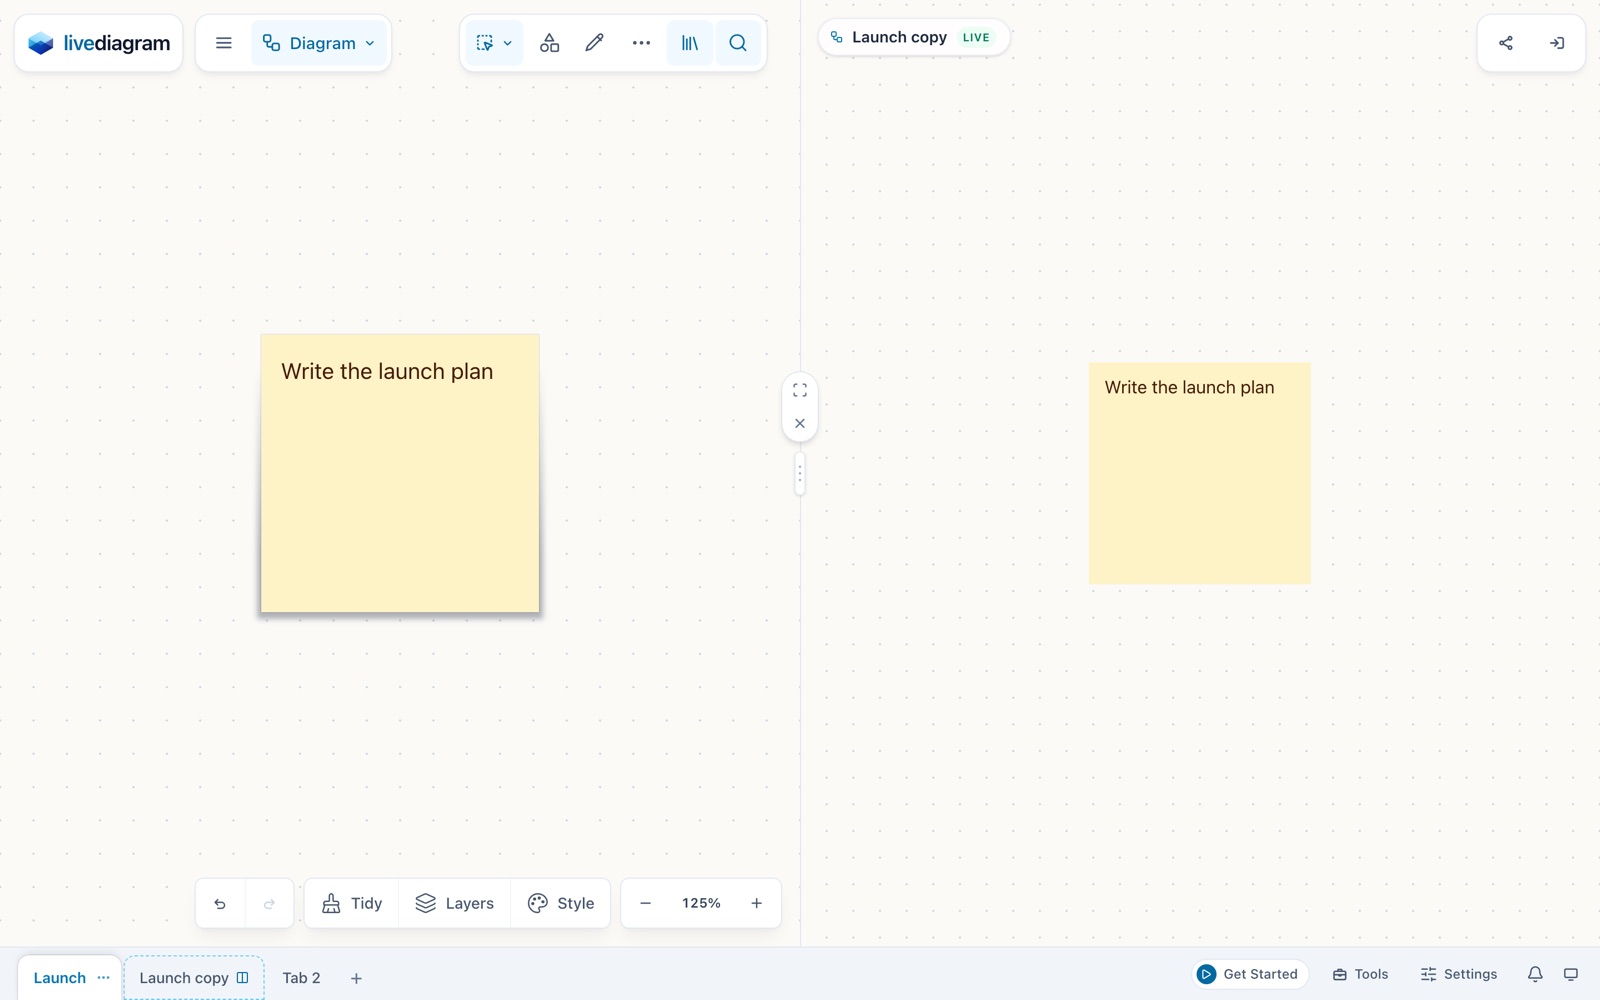 livediagram
Diagram
Launch copy LIVE
Write the launch plan
Write the launch plan
Tidy
Layers
Style
125%
Launch
Launch copy
Tab 2
Get Started
Tools
Settings